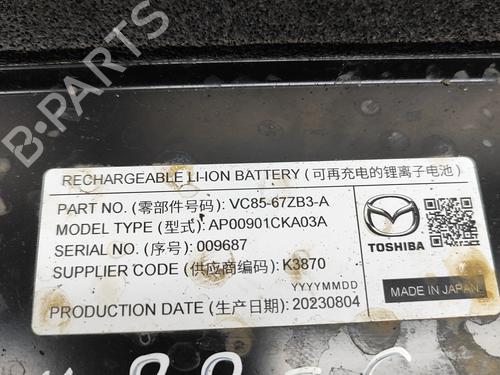 B-PARTS
RECHARGEABLE LI-ION BATTERY (可再充电的锂离子电池)
PART NO. (零部件号码): VC85-67ZB3-A
MODEL TYPE (型式): AP00901CKA03A
SERIAL NO. (序号): 009687
SUPPLIER CODE (供应商编码): K3870
YYYYMMDD
PRODUCTION DATE (生产日期): 20230804
TOSHIBA
MADE IN JAPAN